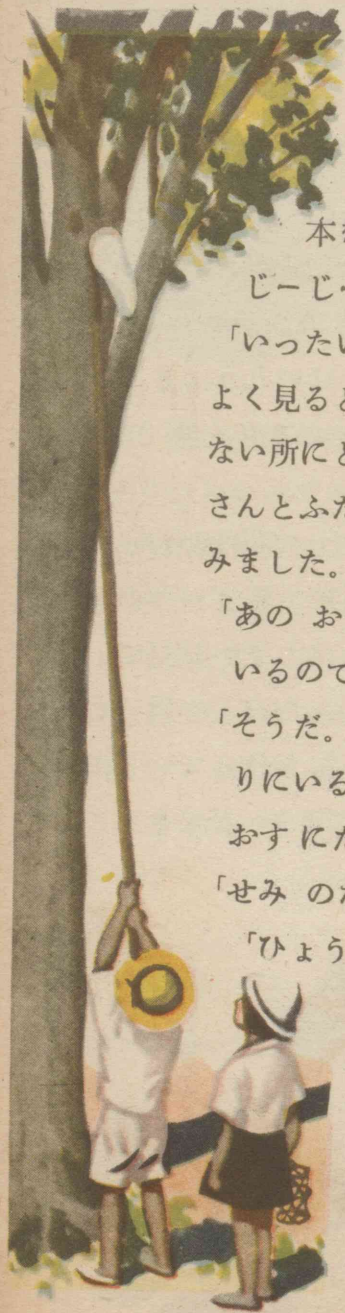 本
じーじー
「いったい
よく見ると
ない所にと
さんとふた
みました。
「あの お
いるので
「そうだ。
りにいる
おすに
「せみ の
「ひょう